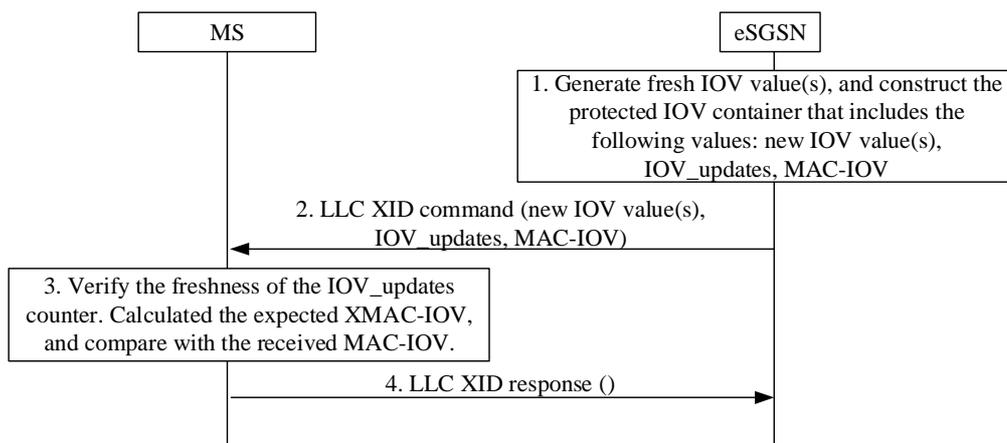 MS
eSGSN
1. Generate fresh IOV value(s), and construct the
protected IOV container that includes the
following values: new IOV value(s),
IOV_updates, MAC-IOV
2. LLC XID command (new IOV value(s),
IOV_updates, MAC-IOV)
3. Verify the freshness of the IOV_updates
counter. Calculated the expected XMAC-IOV,
and compare with the received MAC-IOV.
4. LLC XID response ()